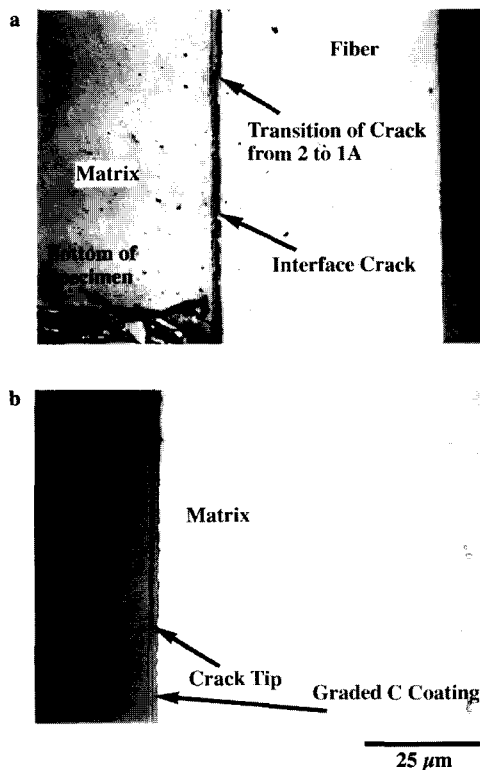 a
Fiber
Transition of Crack
from 2 to 1A
Matrix
Bottom of
Specimen
Interface Crack
b
Matrix
Crack Tip
Graded C Coating
25 µm